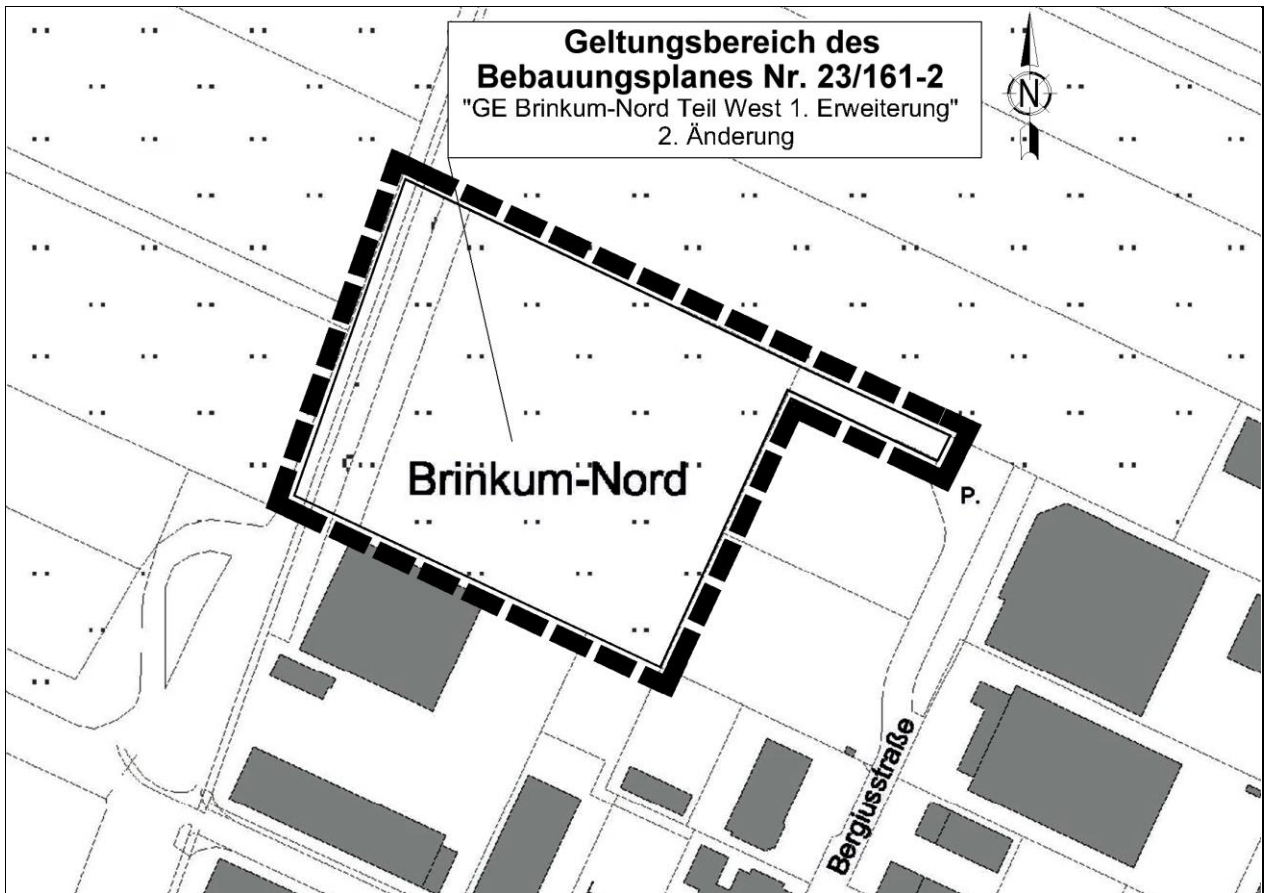 Geltungsbereich des
Bebauungsplanes Nr. 23/161-2
"GE Brinkum-Nord Teil West 1. Erweiterung"
2. Änderung
N
Brinkum-Nord
P.
Bergiusstraße